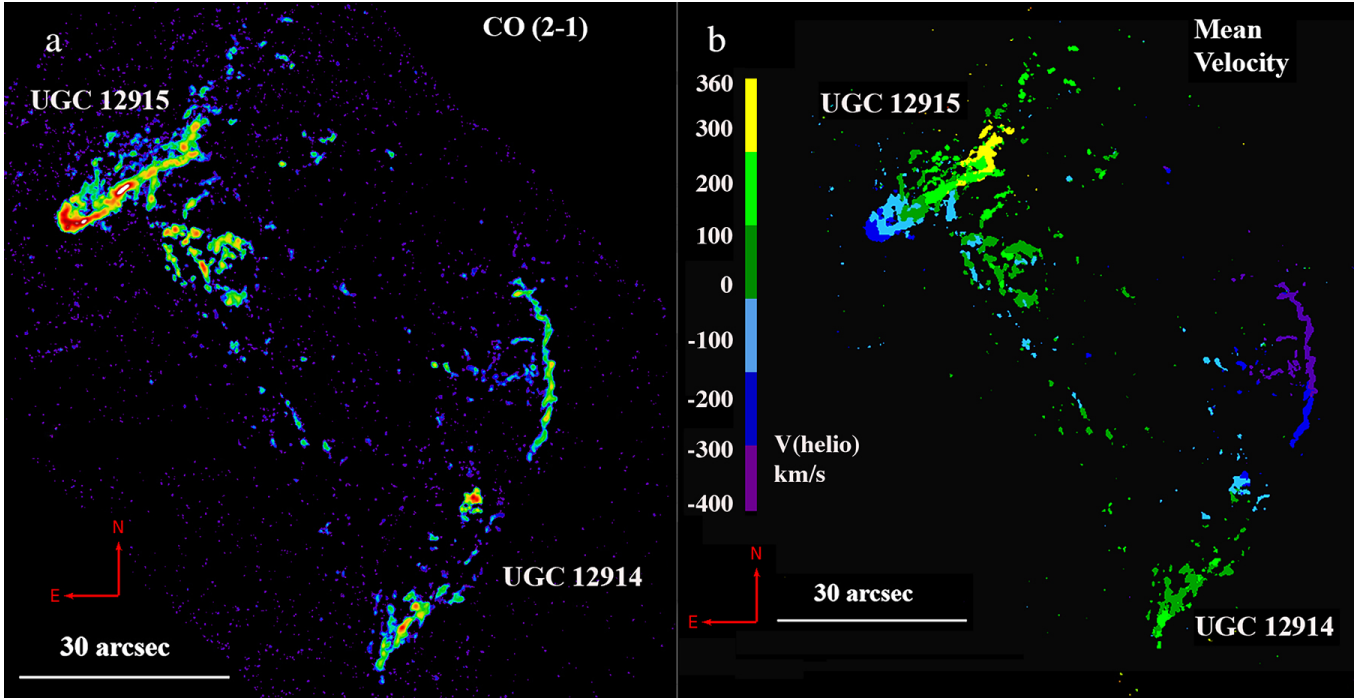 a
CO (2-1)
UGC 12915
N
E
UGC 12914
30 arcsec
b
Mean
Velocity
UGC 12915
360
300
200
100
0
-100
-200
-300
-400
V(helio)
km/s
N
E
30 arcsec
UGC 12914